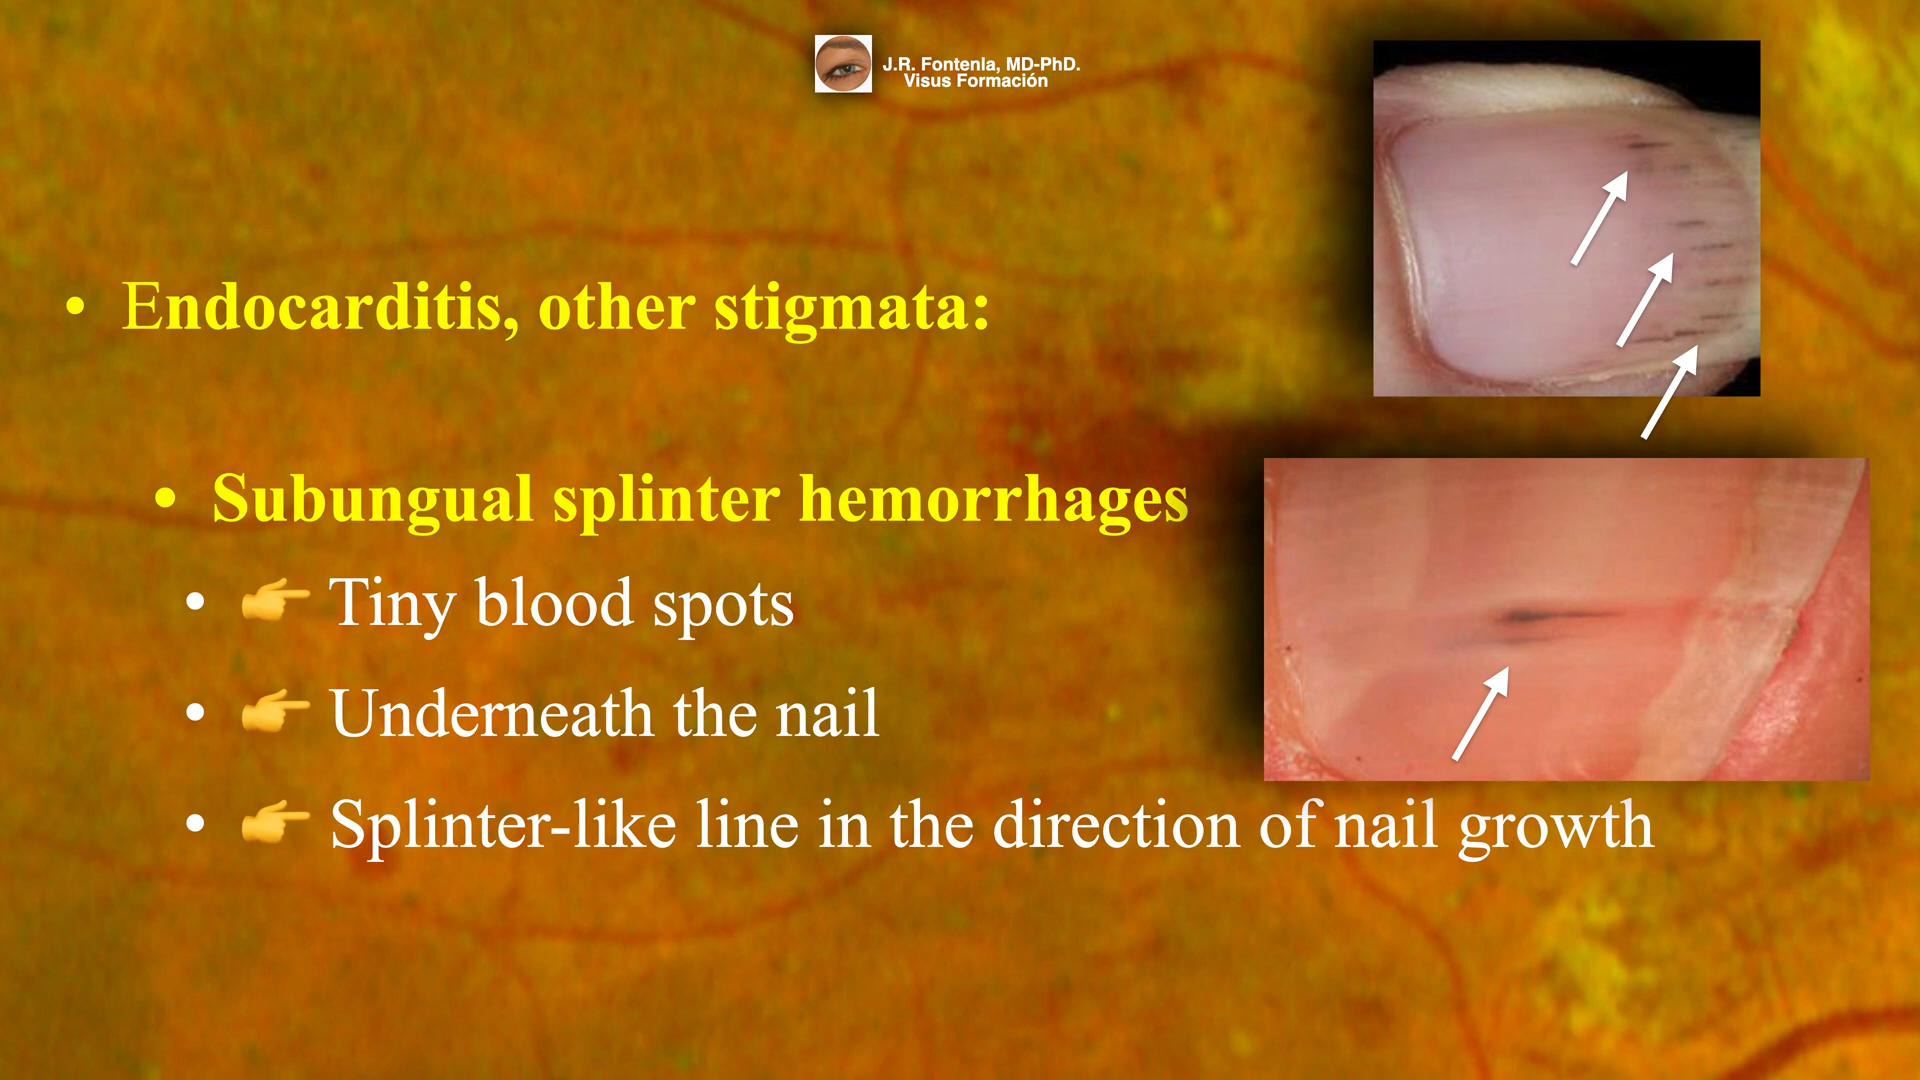 J.R. Fontenla, MD-PhD.
Visus Formación
• Endocarditis, other stigmata:
• Subungual splinter hemorrhages
• 👉 Tiny blood spots
• 👉 Underneath the nail
• 👉 Splinter-like line in the direction of nail growth